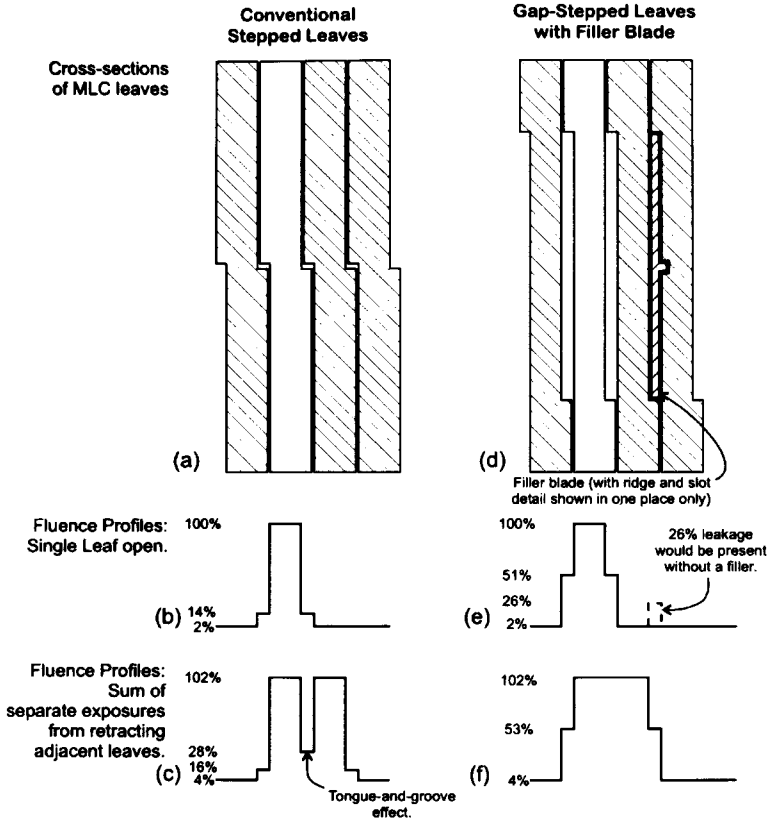 Conventional
Stepped Leaves
Gap-Stepped Leaves
with Filler Blade
Cross-sections
of MLC leaves
(a)
(d)
Filler blade (with ridge and slot
detail shown in one place only)
Fluence Profiles:
Single Leaf open.
100%
14%
2%
(b)
100%
51%
26%
2%
(e)
26% leakage
would be present
without a filler.
Fluence Profiles:
Sum of
separate exposures
from retracting
adjacent leaves.
102%
28%
16%
4%
(c)
Tongue-and-groove
effect.
102%
53%
4%
(f)